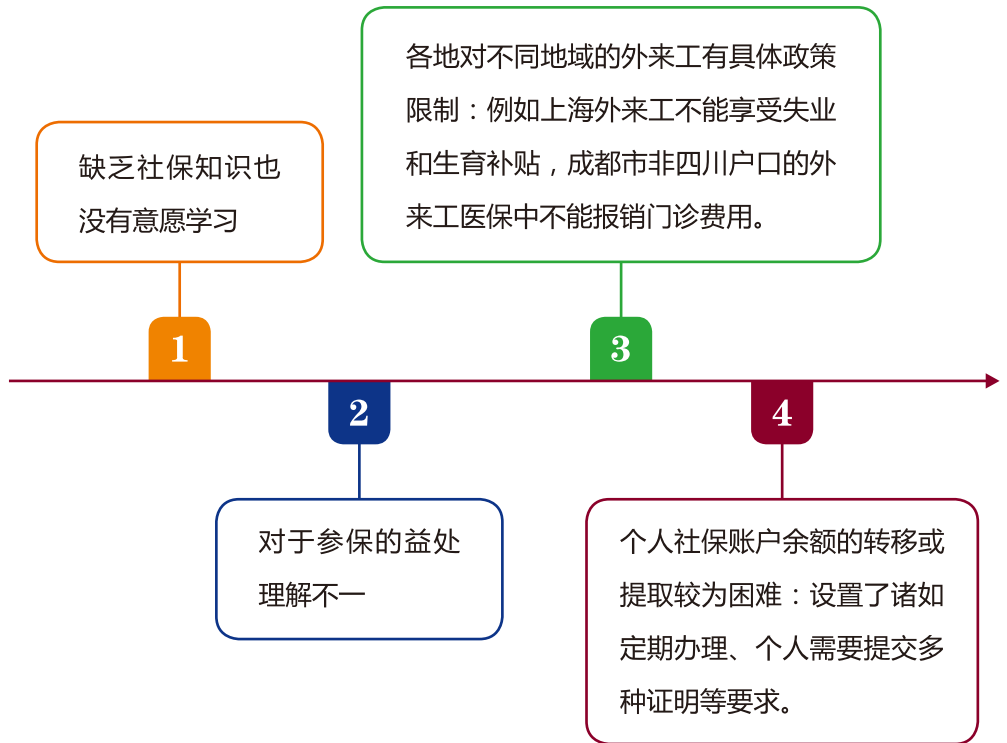 1
缺乏社保知识也
没有意愿学习
2
对于参保的益处
理解不一
3
各地对不同地域的外来工有具体政策
限制：例如上海外来工不能享受失业
和生育补贴，成都市非四川户口的外
来工医保中不能报销门诊费用。
4
个人社保账户余额的转移或
提取较为困难：设置了诸如
定期办理、个人需要提交多
种证明等要求。